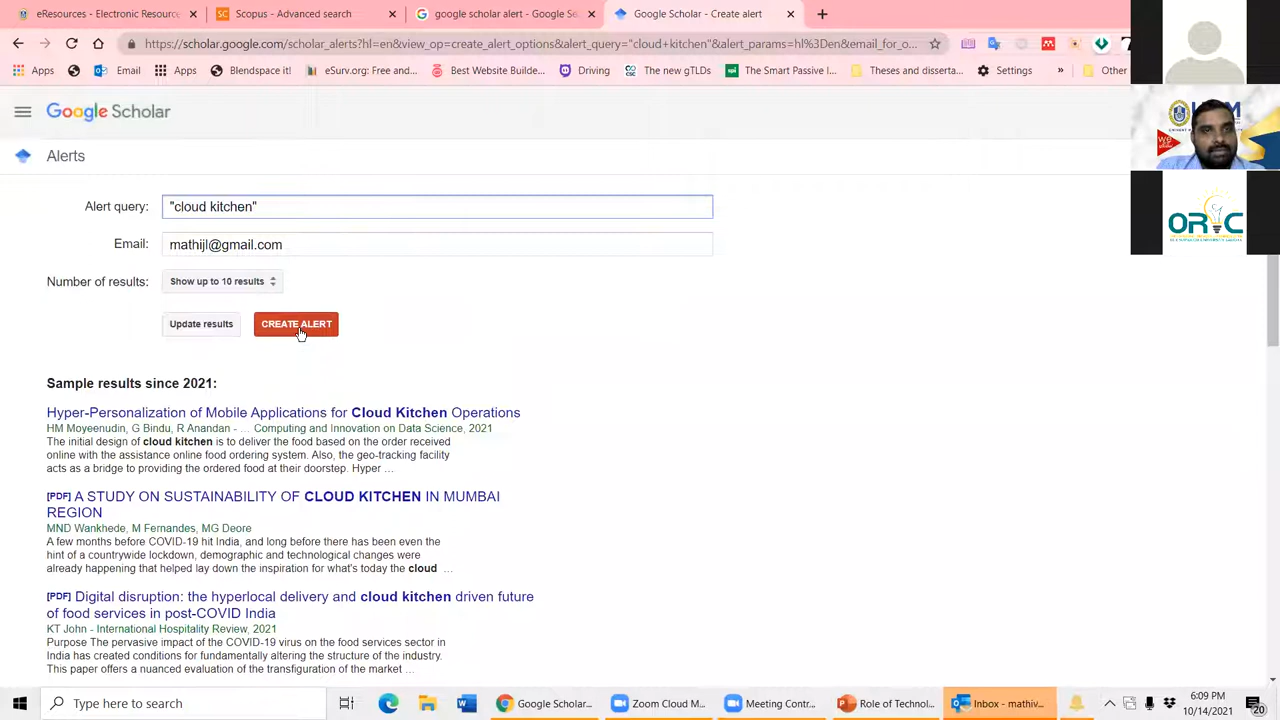 Email
Scopus - Advanced search
google scholar alert - Google Se
Google Scholar - Create alert
https://scholar.google.com/scholar_alerts?hl=en&view_op=create_alert_options&alert_query="cloud+kitchen"&alert_params=hl%3Den&email_for_o...
Apps
Email
Apps
Blendspace it!
eSurv.org: Free and...
Best Website Builde...
Driving
The new gTLDs
The Smart Passive I...
Theses and disserta...
Settings
»
Other
Google Scholar
Alerts
Alert query: "cloud kitchen"
Email: mathijl@gmail.com
Number of results: Show up to 10 results
Update results
CREATE ALERT
Sample results since 2021:
Hyper-Personalization of Mobile Applications for Cloud Kitchen Operations
HM Moyeenudin, G Bindu, R Anandan - ... Computing and Innovation on Data Science, 2021
The initial design of cloud kitchen is to deliver the food based on the order received
online with the assistance online food ordering system. Also, the geo-tracking facility
acts as a bridge to providing the ordered food at their doorstep. Hyper ...
[PDF] A STUDY ON SUSTAINABILITY OF CLOUD KITCHEN IN MUMBAI
REGION
MND Wankhede, M Fernandes, MG Deore
A few months before COVID-19 hit India, and long before there has been even the
hint of a countrywide lockdown, demographic and technological changes were
already happening that helped lay down the inspiration for what's today the cloud ...
[PDF] Digital disruption: the hyperlocal delivery and cloud kitchen driven future
of food services in post-COVID India
KT John - International Hospitality Review, 2021
Purpose The pervasive impact of the COVID-19 virus on the food services sector in
India has created conditions for fundamentally altering the structure of the industry.
This paper offers a nuanced evaluation of the transfiguration of the market ...
ORIC
Type here to search
Google Scholar...
Zoom Cloud M...
Meeting Contr...
Role of Technol...
Inbox - mathiv...
6:09 PM
10/14/2021
20